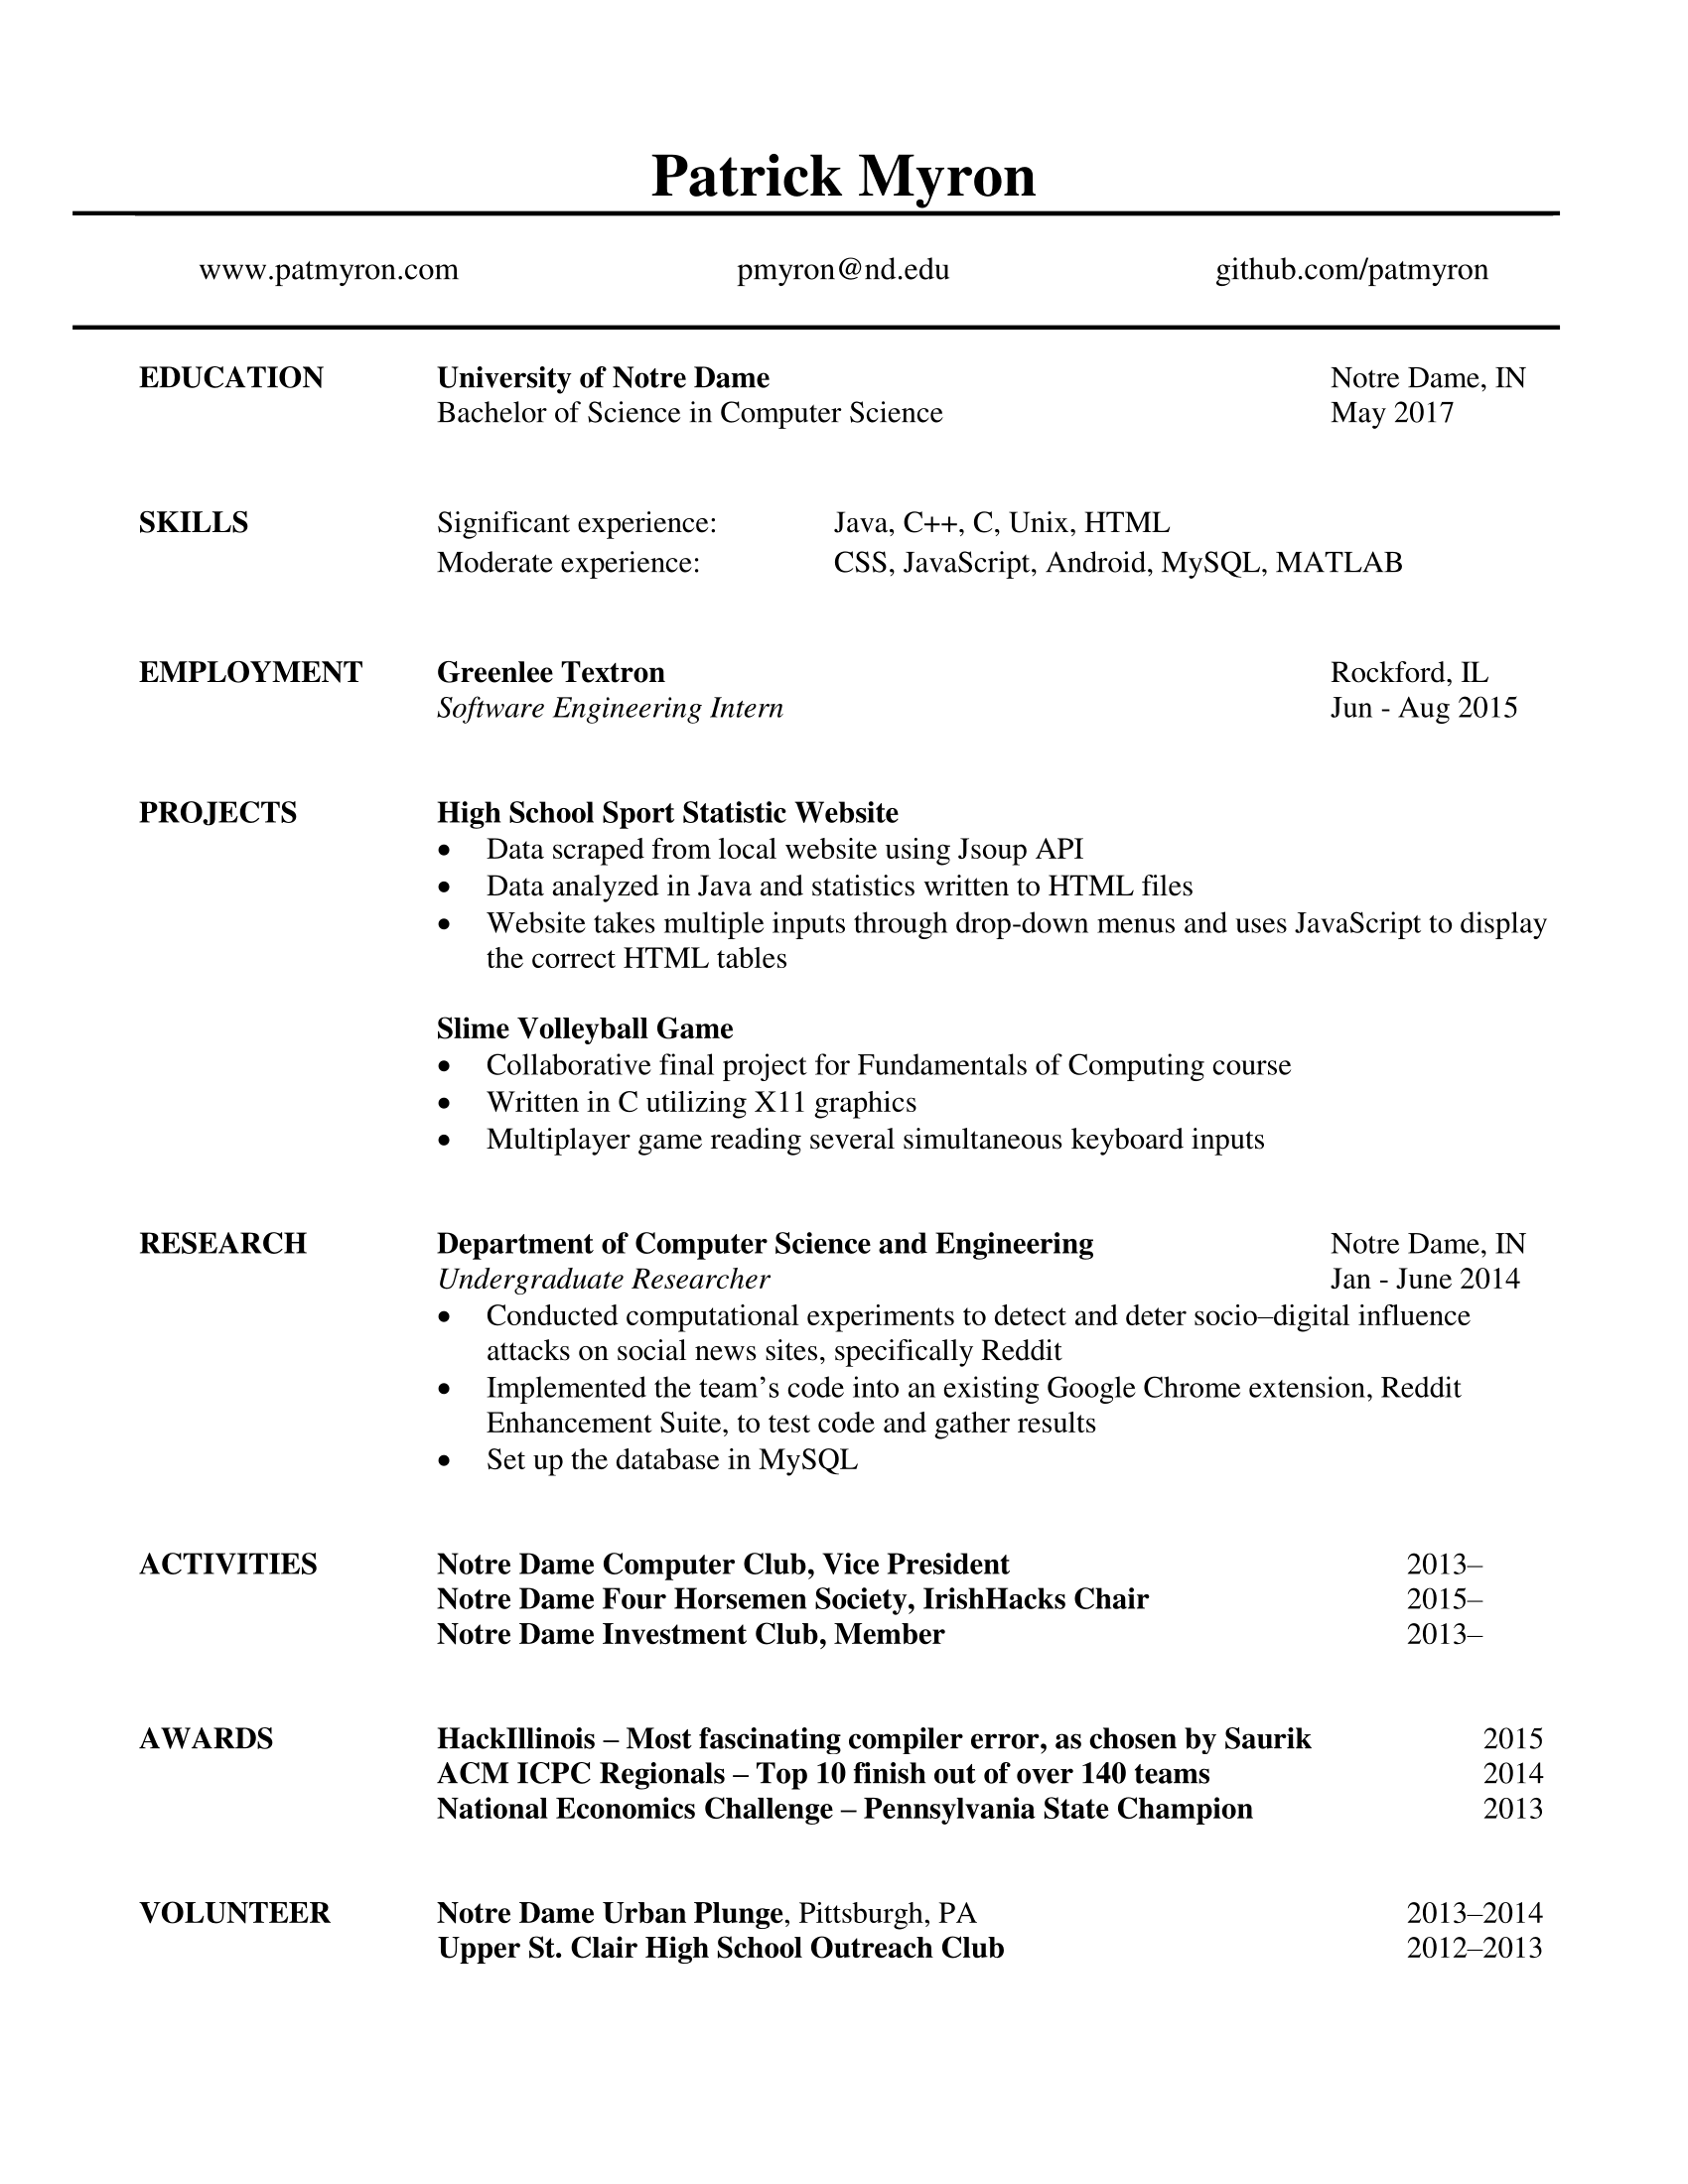 Patrick Myron
www.patmyron.com pmyron@nd.edu github.com/patmyron
EDUCATION University of Notre Dame Notre Dame, IN
Bachelor of Science in Computer Science May 2017
SKILLS Significant experience: Java, C++, C, Unix, HTML
Moderate experience: CSS, JavaScript, Android, MySQL, MATLAB
EMPLOYMENT Greenlee Textron Rockford, IL
Software Engineering Intern Jun - Aug 2015
PROJECTS High School Sport Statistic Website
• Data scraped from local website using Jsoup API
• Data analyzed in Java and statistics written to HTML files
• Website takes multiple inputs through drop-down menus and uses JavaScript to display
the correct HTML tables
Slime Volleyball Game
• Collaborative final project for Fundamentals of Computing course
• Written in C utilizing X11 graphics
• Multiplayer game reading several simultaneous keyboard inputs
RESEARCH Department of Computer Science and Engineering Notre Dame, IN
Undergraduate Researcher Jan - June 2014
• Conducted computational experiments to detect and deter socio–digital influence
attacks on social news sites, specifically Reddit
• Implemented the team’s code into an existing Google Chrome extension, Reddit
Enhancement Suite, to test code and gather results
• Set up the database in MySQL
ACTIVITIES Notre Dame Computer Club, Vice President 2013–
Notre Dame Four Horsemen Society, IrishHacks Chair 2015–
Notre Dame Investment Club, Member 2013–
AWARDS HackIllinois – Most fascinating compiler error, as chosen by Saurik 2015
ACM ICPC Regionals – Top 10 finish out of over 140 teams 2014
National Economics Challenge – Pennsylvania State Champion 2013
VOLUNTEER Notre Dame Urban Plunge, Pittsburgh, PA 2013–2014
Upper St. Clair High School Outreach Club 2012–2013